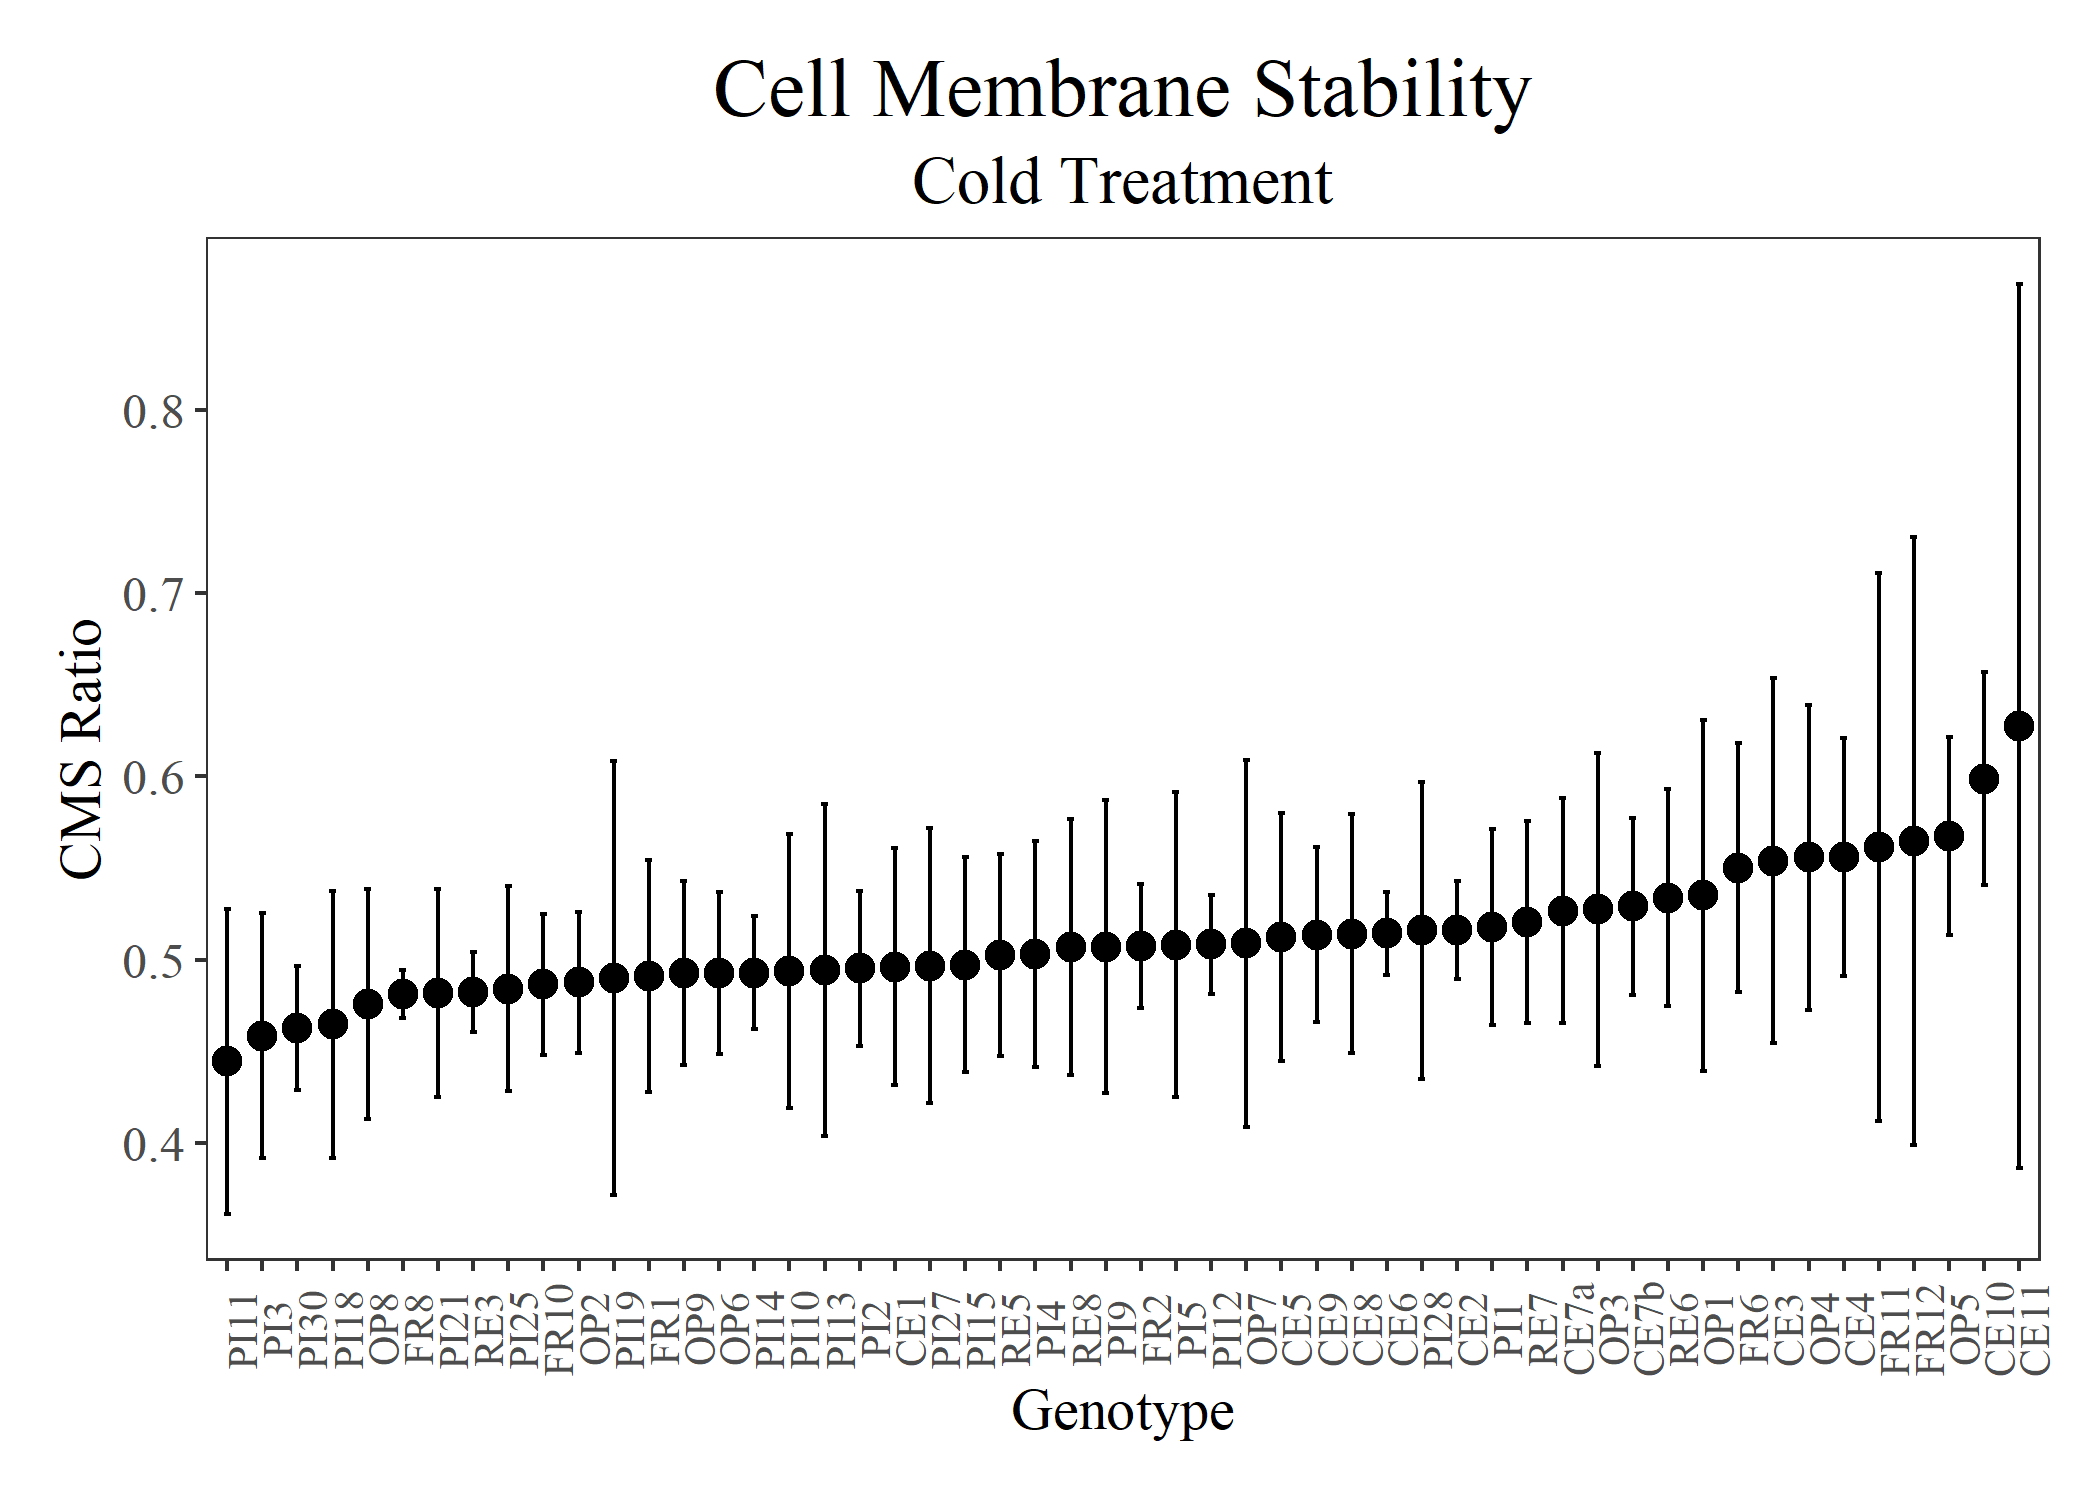 Cell Membrane Stability
Cold Treatment
CMS Ratio
0.8
0.7
0.6
0.5
0.4
PI11
PI3
PI30
PI18
OP8
FR8
PI21
RE3
PI25
FR10
OP2
PI19
FR1
OP9
OP6
PI14
PI10
PI13
PI2
CE1
PI27
PI15
RE5
PI4
RE8
PI9
FR2
PI5
PI12
OP7
CE5
CE9
CE8
CE6
PI28
CE2
PI1
RE7
CE7a
OP3
CE7b
RE6
OP1
FR6
CE3
OP4
CE4
FR11
FR12
OP5
CE10
CE11
Genotype